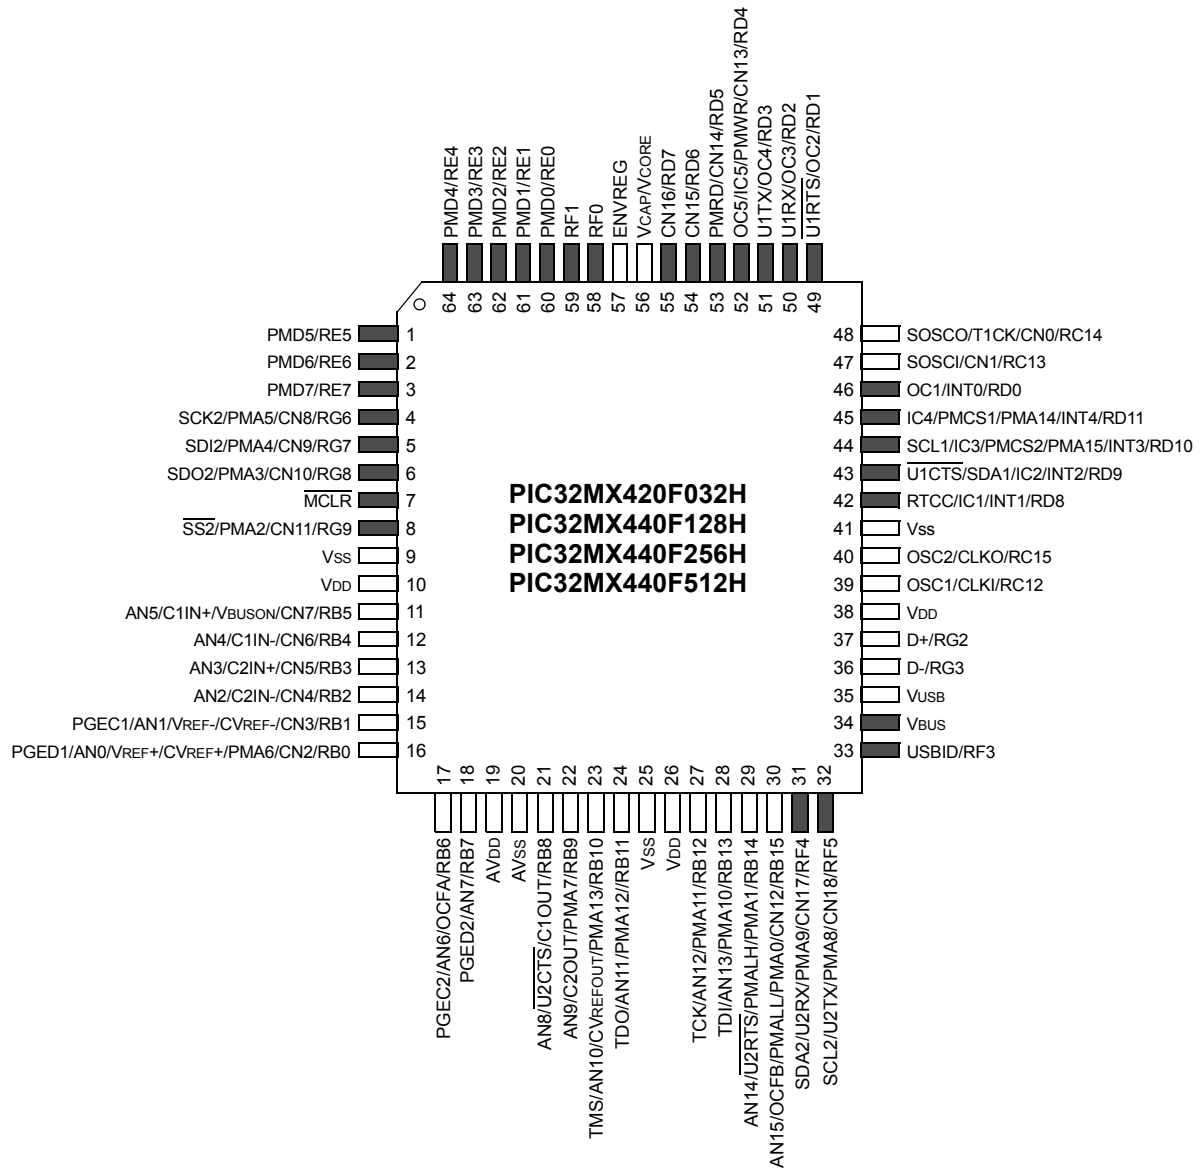 PMD4/RE4
PMD3/RE3
PMD2/RE2
PMD1/RE1
PMD0/RE0
RF1
RF0
ENVREG
VCAP/VCORE
CN16/RD7
CN15/RD6
PMRD/CN14/RD5
OC5/IC5/PMWR/CN13/RD4
U1TX/OC4/RD3
U1RX/OC3/RD2
U1RTS/OC2/RD1
64
63
62
61
60
59
58
57
56
55
54
53
52
51
50
49
PMD5/RE5 1
PMD6/RE6 2
PMD7/RE7 3
SCK2/PMA5/CN8/RG6 4
SDI2/PMA4/CN9/RG7 5
SDO2/PMA3/CN10/RG8 6
MCLR 7
SS2/PMA2/CN11/RG9 8
VSS 9
VDD 10
AN5/C1IN+/VBUSON/CN7/RB5 11
AN4/C1IN-/CN6/RB4 12
AN3/C2IN+/CN5/RB3 13
AN2/C2IN-/CN4/RB2 14
PGEC1/AN1/VREF-/CVREF-/CN3/RB1 15
PGED1/AN0/VREF+/CVREF+/PMA6/CN2/RB0 16
PIC32MX420F032H
PIC32MX440F128H
PIC32MX440F256H
PIC32MX440F512H
48 SOSCO/T1CK/CN0/RC14
47 SOSCI/CN1/RC13
46 OC1/INT0/RD0
45 IC4/PMCS1/PMA14/INT4/RD11
44 SCL1/IC3/PMCS2/PMA15/INT3/RD10
43 U1CTS/SDA1/IC2/INT2/RD9
42 RTCC/IC1/INT1/RD8
41 Vss
40 OSC2/CLKO/RC15
39 OSC1/CLKI/RC12
38 VDD
37 D+/RG2
36 D-/RG3
35 VUSB
34 VBUS
33 USBID/RF3
17
18
19
20
21
22
23
24
25
26
27
28
29
30
31
32
PGEC2/AN6/OCFA/RB6
PGED2/AN7/RB7
AVDD
AVSS
AN8/U2CTS/C1OUT/RB8
AN9/C2OUT/PMA7/RB9
TMS/AN10/CVREFOUT/PMA13/RB10
TDO/AN11/PMA12//RB11
VSS
VDD
TCK/AN12/PMA11/RB12
TDI/AN13/PMA10/RB13
AN14/U2RTS/PMALH/PMA1/RB14
AN15/OCFB/PMALL/PMA0/CN12/RB15
SDA2/U2RX/PMA9/CN17/RF4
SCL2/U2TX/PMA8/CN18/RF5